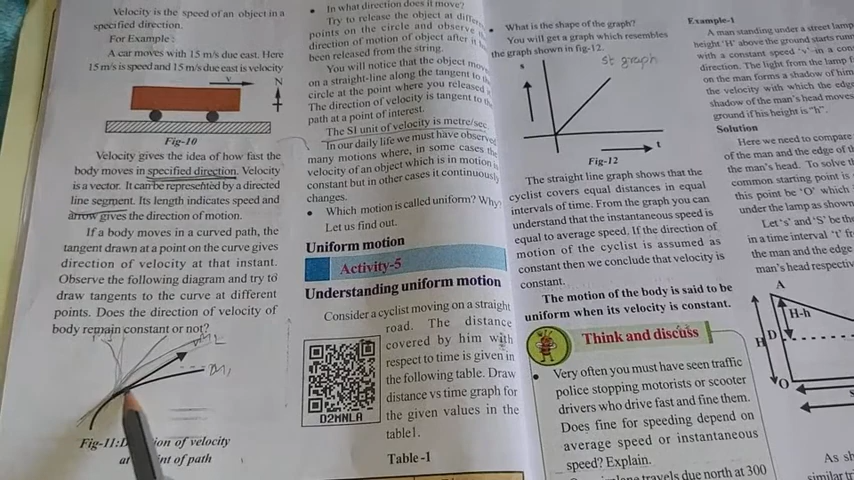 Velocity is the speed of an object in a
specified direction.
For Example :
A car moves with 15 m/s due east. Here
15 m/s is speed and 15 m/s due east is velocity
v
N
Fig-10
Velocity gives the idea of how fast the
body moves in specified direction. Velocity
is a vector. It can be represented by a directed
line segment. Its length indicates speed and
arrow gives the direction of motion.
If a body moves in a curved path, the
tangent drawn at a point on the curve gives
direction of velocity at that instant.
Observe the following diagram and try to
draw tangents to the curve at different
points. Does the direction of velocity of
body remain constant or not?
Fig-11:D ion of velocity
at nt of path
• In what direction does it move?
Try to release the object at
points on the circle and observe
direction of motion of object after it
been released from the string.
You will notice that the object
on a straight-line along the tangent to
circle at the point where you released
The direction of velocity is tangent to
path at a point of interest.
The SI unit of velocity is metre/sec.
In our daily life we must have observed
many motions where, in some cases the
velocity of an object which is in motion is
constant but in other cases it continuously
changes.
• Which motion is called uniform? Why?
Let us find out.
Uniform motion
Activity-5
Understanding uniform motion
Consider a cyclist moving on a straight
road. The distance
covered by him with
respect to time is given in
the following table. Draw
distance vs time graph for
the given values in the
table1.
D2MNLA
Table -1
• What is the shape of the graph?
You will get a graph which resembles
the graph shown in fig-12.
s
st graph
t
Fig-12
The straight line graph shows that the
cyclist covers equal distances in equal
intervals of time. From the graph you can
understand that the instantaneous speed is
equal to average speed. If the direction of
motion of the cyclist is assumed as
constant then we conclude that velocity is
constant.
The motion of the body is said to be
uniform when its velocity is constant.
Think and discuss
• Very often you must have seen traffic
police stopping motorists or scooter
drivers who drive fast and fine them.
Does fine for speeding depend on
average speed or instantaneous
speed? Explain.
plane travels due north at 300
Example-1
A man standing under a street lamp
height 'H' above the ground starts
with a constant speed 'v' in a
direction. The light from the lamp
on the man forms a shadow of him
the velocity with which the edge
shadow of the man's head moves
ground if his height is "h".
Solution
Here we need to compare
of the man and the edge of
the man's head. To solve
common starting point is
this point be 'O' which
under the lamp as shown
Let 's' and 'S' be the
in a time interval 't'
the man and the edge
man's head
A
H-h
H
D
O
s
As
similar